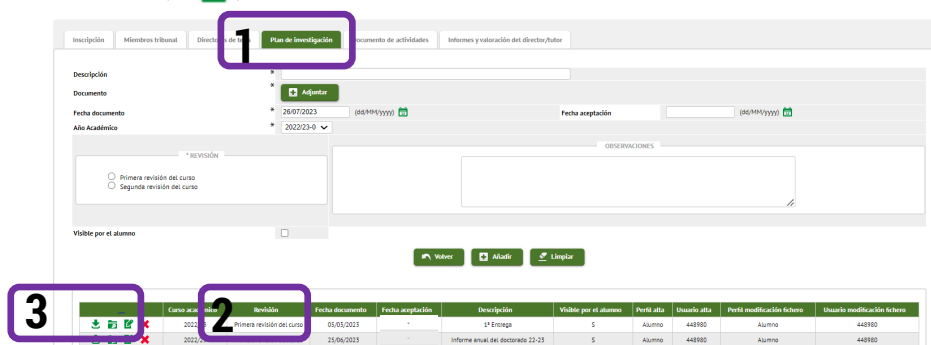 1
Inscripción Miembros tribunal Plan de investigación Documento de actividades Informes y valoración del director/tutor
Descripción *
Documento * Adjuntar
Fecha documento * 26/07/2023 (dd/MM/yyyy) Fecha aceptación (dd/MM/yyyy)
Año Académico * 2022/23-0
* REVISIÓN OBSERVACIONES
Primera revisión del curso
Segunda revisión del curso
Visible por el alumno
Volver Añadir Limpiar
3 2
Curso académico Revisión Fecha documento Fecha aceptación Descripción Visible por el alumno Perfil alta Usuario alta Perfil modificación fichero Usuario modificación fichero
Primera revisión del curso 05/05/2023 - 1ª Entrega S Alumno 448980 Alumno 448980
25/06/2023 - Informe anual del doctorado 22-23 S Alumno 448980 Alumno 448980